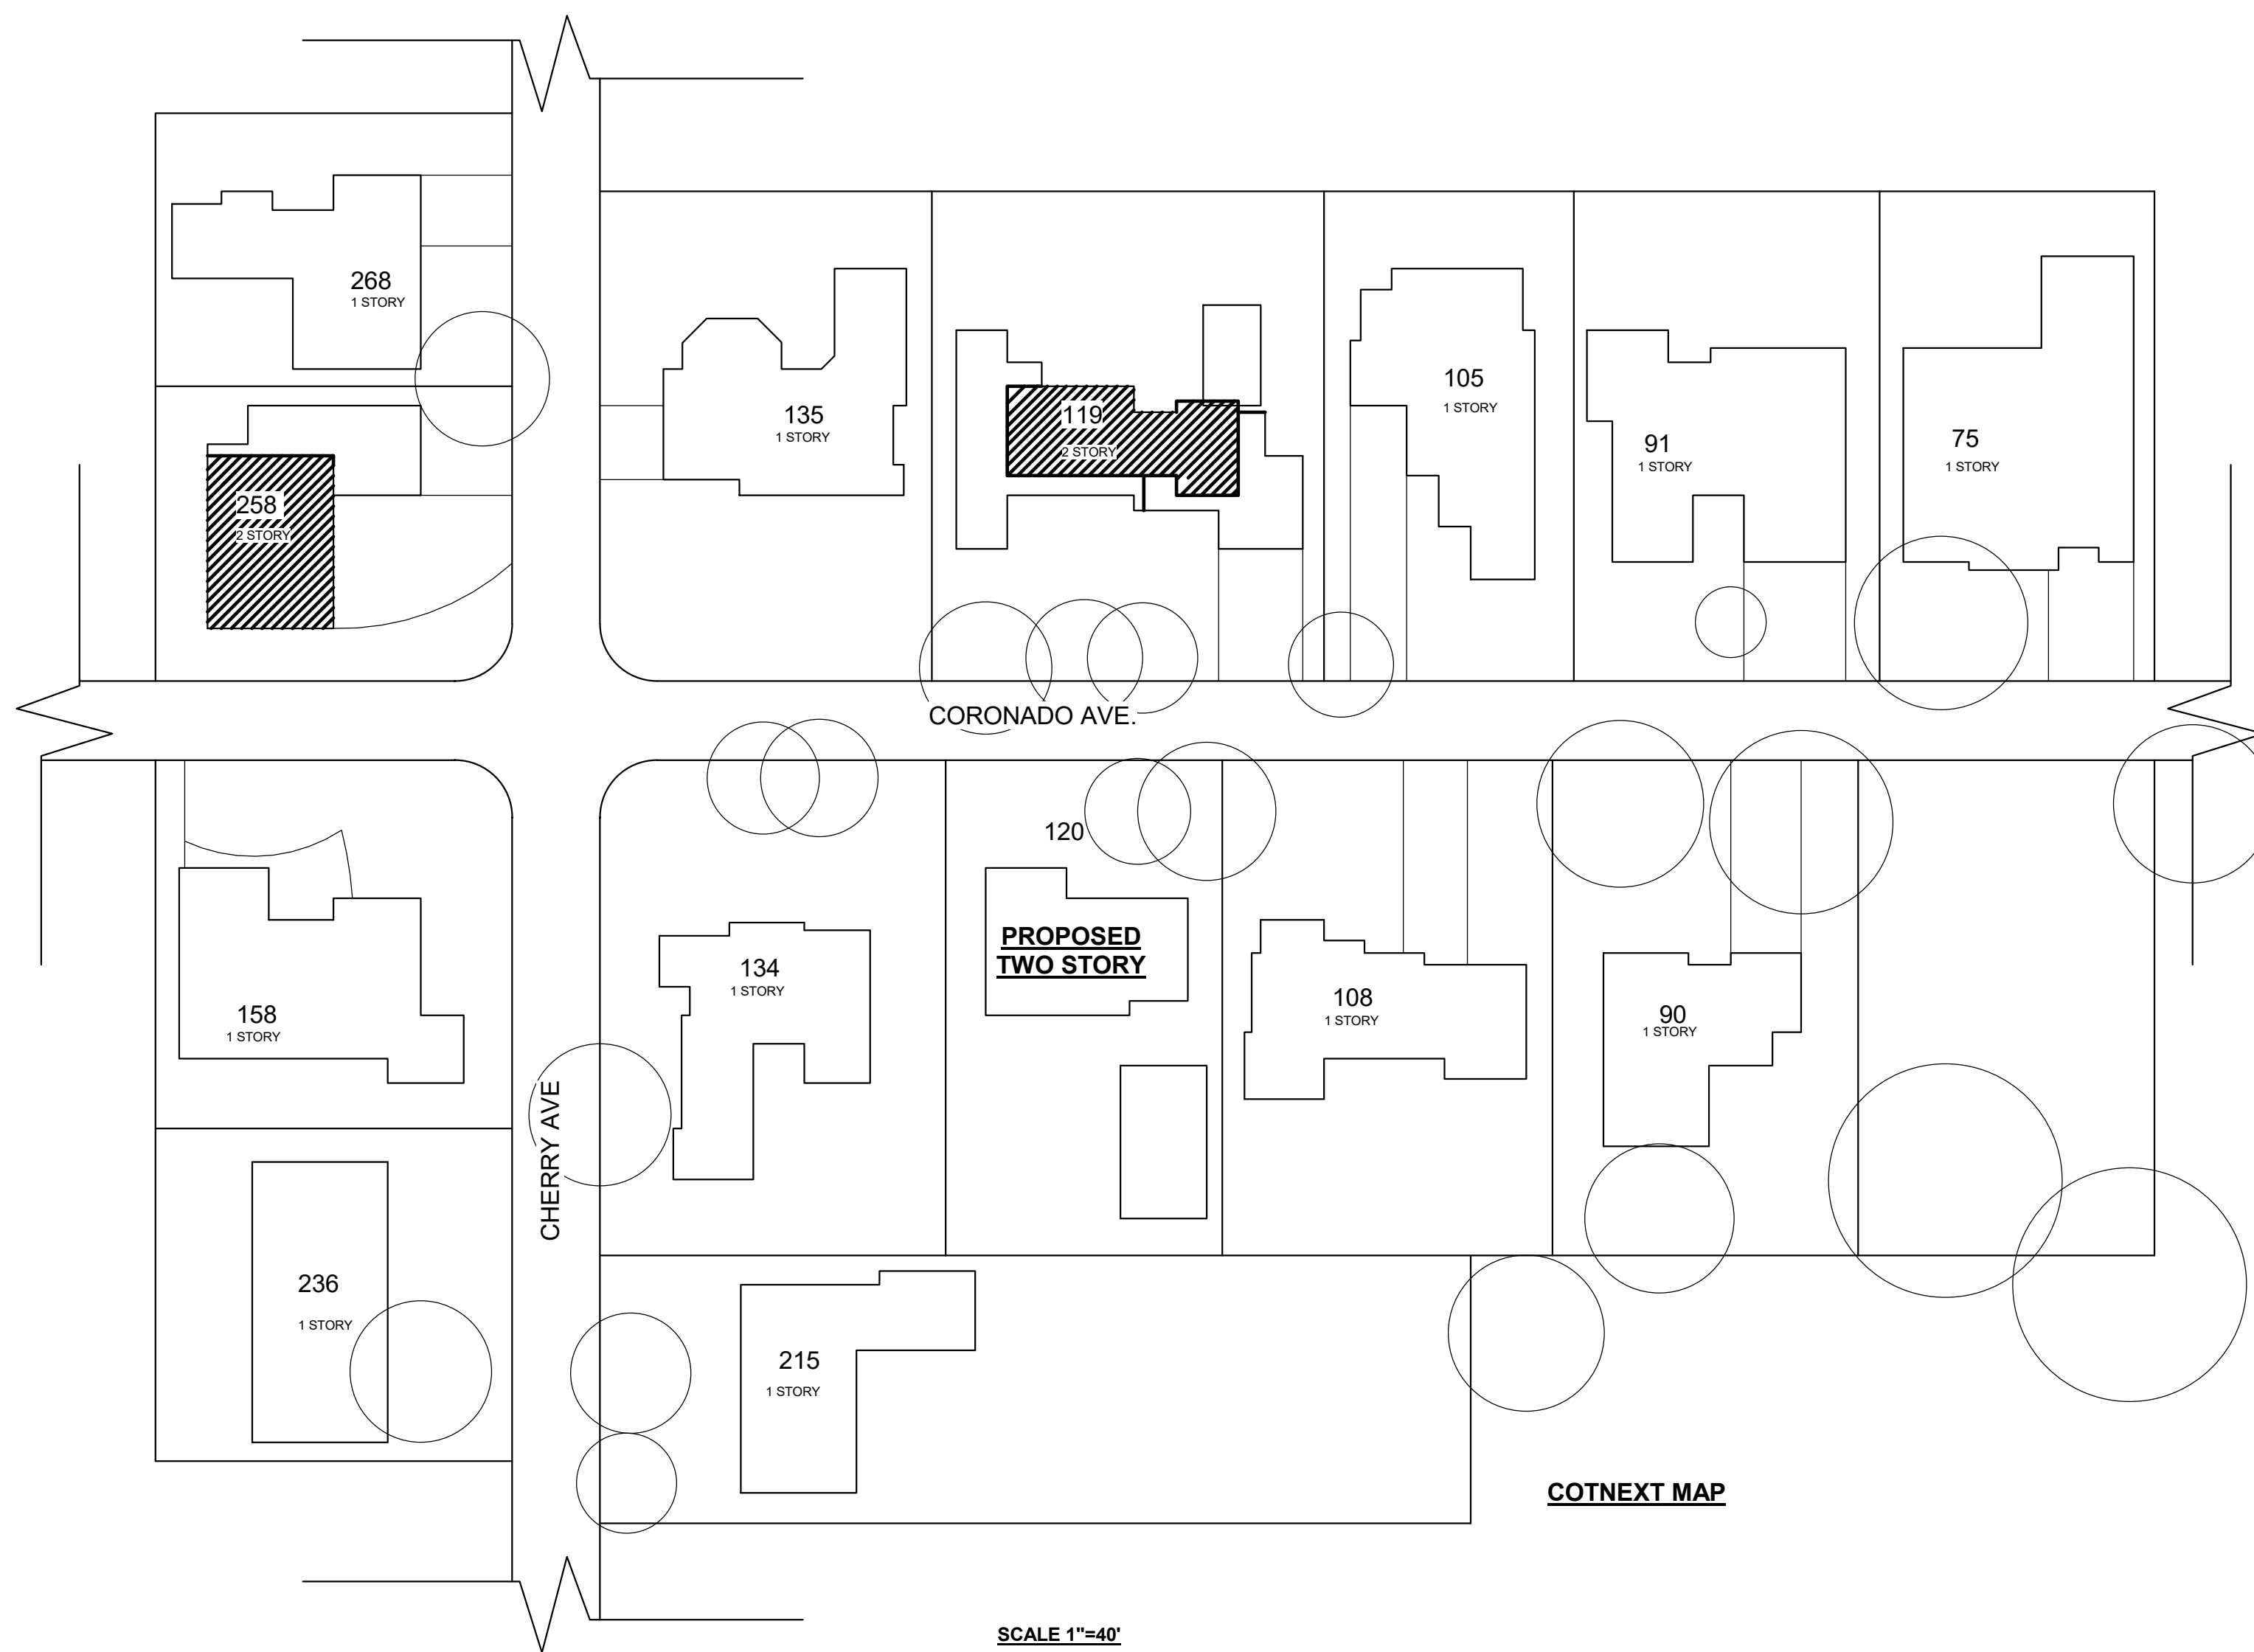 268
1 STORY
258
2 STORY
135
1 STORY
119
2 STORY
105
1 STORY
91
1 STORY
75
1 STORY
CORONADO AVE.
120
PROPOSED
TWO STORY
134
1 STORY
158
1 STORY
108
1 STORY
90
1 STORY
CHERRY AVE
236
1 STORY
215
1 STORY
COTNEXT MAP
SCALE 1"=40'